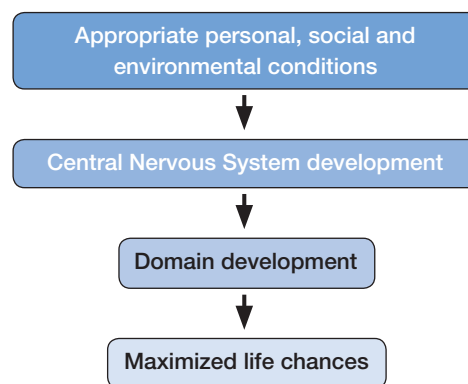 Appropriate personal, social and
environmental conditions
Central Nervous System development
Domain development
Maximized life chances